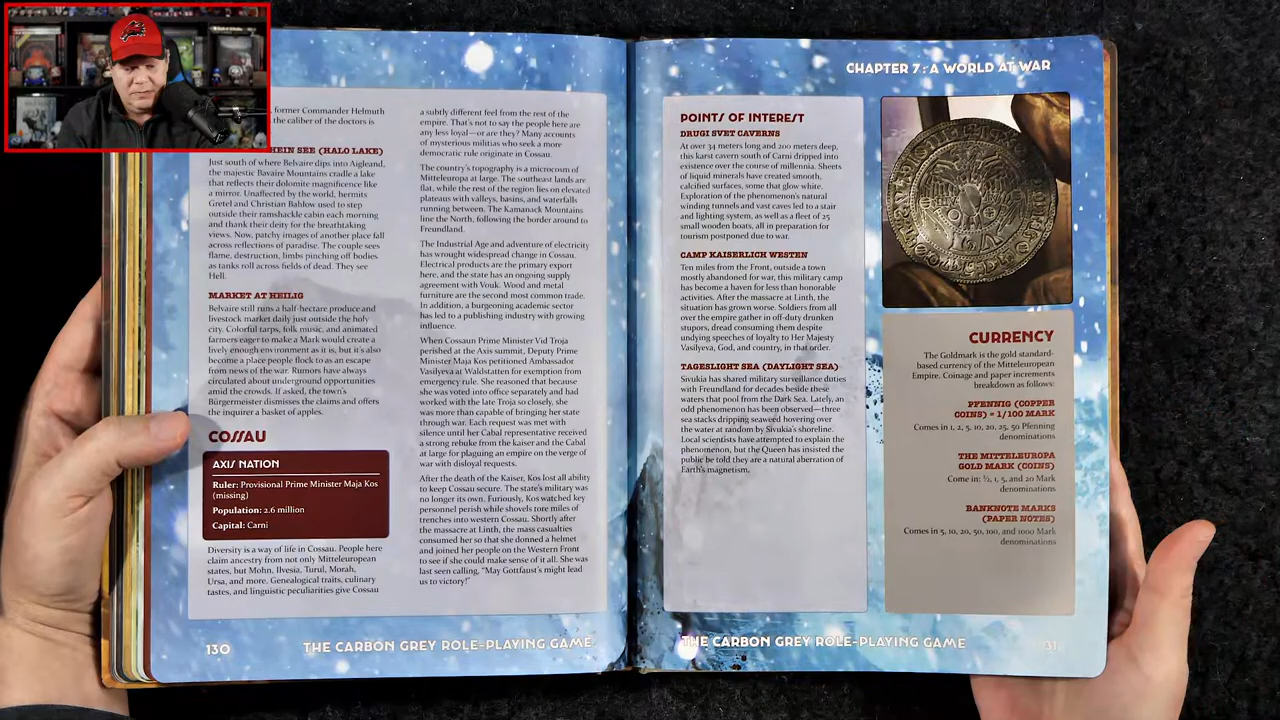 former Commander Helmuth
the caliber of the doctors is
HEIN SEE (HALO LAKE)
Just south of where Belvaire dips into Aigleand,
the majestic Bavaire Mountains cradle a lake
that reflects their dolomite magnificence like
a mirror. Unaffected by the world, hermits
Gretel and Christian Bahlow used to step
outside their ramshackle cabin each morning
and thank their deity for the breathtaking
views. Now, patchy images of another place fall
across reflections of paradise. The couple sees
flame, destruction, limbs pinching off bodies
as tanks roll across fields of dead. They see
Hell.
MARKET AT HEILIG
Belvaire still runs a half-hectare produce and
livestock market daily just outside the holy
city. Colorful tarps, folk music, and animated
farmers eager to make a Mark would create a
lively enough environment as it is, but it's also
become a place people flock to as an escape
from news of the war. Rumors have always
circulated about underground opportunities
amid the crowds. If asked, the town's
Bürgermeister dismisses the claims and offers
the inquirer a basket of apples.
COSSAU
AXIS NATION
Ruler: Provisional Prime Minister Maja Kos
(missing)
Population: 2.6 million
Capital: Carni
Diversity is a way of life in Cossau. People here
claim ancestry from not only Mitteleuropean
states, but Mohn, Ilvesia, Turul, Morah,
Ursa, and more. Genealogical traits, culinary
tastes, and linguistic peculiarities give Cossau
a subtly different feel from the rest of the
empire. That's not to say the people here are
any less loyal—or are they? Many accounts
of mysterious militias who seek a more
democratic rule originate in Cossau.
The country's topography is a microcosm of
Mitteleuropa at large. The southeast lands are
flat, while the rest of the region lies on elevated
plateaus with valleys, basins, and waterfalls
running between. The Kamanack Mountains
line the North, following the border around to
Freundland.
The Industrial Age and adventure of electricity
has wrought widespread change in Cossau.
Electrical products are the primary export
here, and the state has an ongoing supply
agreement with Vouk. Wood and metal
furniture are the second most common trade.
In addition, a burgeoning academic sector
has led to a publishing industry with growing
influence.
When Cossaun Prime Minister Vid Troja
perished at the Axis summit, Deputy Prime
Minister Maja Kos petitioned Ambassador
Vasilyeva at Waldstatten for exemption from
emergency rule. She reasoned that because
she was voted into office separately and had
worked with the late Troja so closely, she
was more than capable of bringing her state
through war. Each request was met with
silence until her Cabal representative received
a strong rebuke from the kaiser and the Cabal
at large for plaguing an empire on the verge of
war with disloyal requests.
After the death of the Kaiser, Kos lost all ability
to keep Cossau secure. The state's military was
no longer its own. Furiously, Kos watched key
personnel perish while shovels tore miles of
trenches into western Cossau. Shortly after
the massacre at Linth, the mass casualties
consumed her so that she donned a helmet
and joined her people on the Western Front
to see if she could make sense of it all. She was
last seen calling, "May Gottfaust's might lead
us to victory!"
130
THE CARBON GREY ROLE-PLAYING GAME
CHAPTER 7: A WORLD AT WAR
POINTS OF INTEREST
DRUGI SVET CAVERNS
At over 34 meters long and 200 meters deep,
this karst cavern south of Carni dripped into
existence over the course of millennia. Sheets
of liquid minerals have created smooth,
calcified surfaces, some that glow white.
Exploration of the phenomenon's natural
winding tunnels and vast caves led to a stair
and lighting system, as well as a fleet of 25
small wooden boats, all in preparation for
tourism postponed due to war.
CAMP KAISERLICH WESTEN
Ten miles from the Front, outside a town
mostly abandoned for war, this military camp
has become a haven for less than honorable
activities. After the massacre at Linth, the
situation has grown worse. Soldiers from all
over the empire gather in off-duty drunken
stupors, dread consuming them despite
undying speeches of loyalty to Her Majesty
Vasilyeva, God, and country, in that order.
TAGESLIGHT SEA (DAYLIGHT SEA)
Sivukia has shared military surveillance duties
with Freundland for decades beside these
waters that pool from the Dark Sea. Lately, an
odd phenomenon has been observed—three
sea stacks dripping seaweed hovering over
the water at random by Sivukia's shoreline.
Local scientists have attempted to explain the
phenomenon, but the Queen has insisted the
public be told they are a natural aberration of
Earth's magnetism.
CURRENCY
The Goldmark is the gold standard-
based currency of the Mitteleuropean
Empire. Coinage and paper increments
breakdown as follows:
PFENNIG (COPPER
COINS) = 1/100 MARK
Comes in 1, 2, 5, 10, 20, 25, 50 Pfenning
denominations
THE MITTELEUROPA
GOLD MARK (COINS)
Come in: ½, 1, 5, and 20 Mark
denominations
BANKNOTE MARKS
(PAPER NOTES)
Comes in 5, 10, 20, 50, 100, and 1000 Mark
denominations
THE CARBON GREY ROLE-PLAYING GAME
131